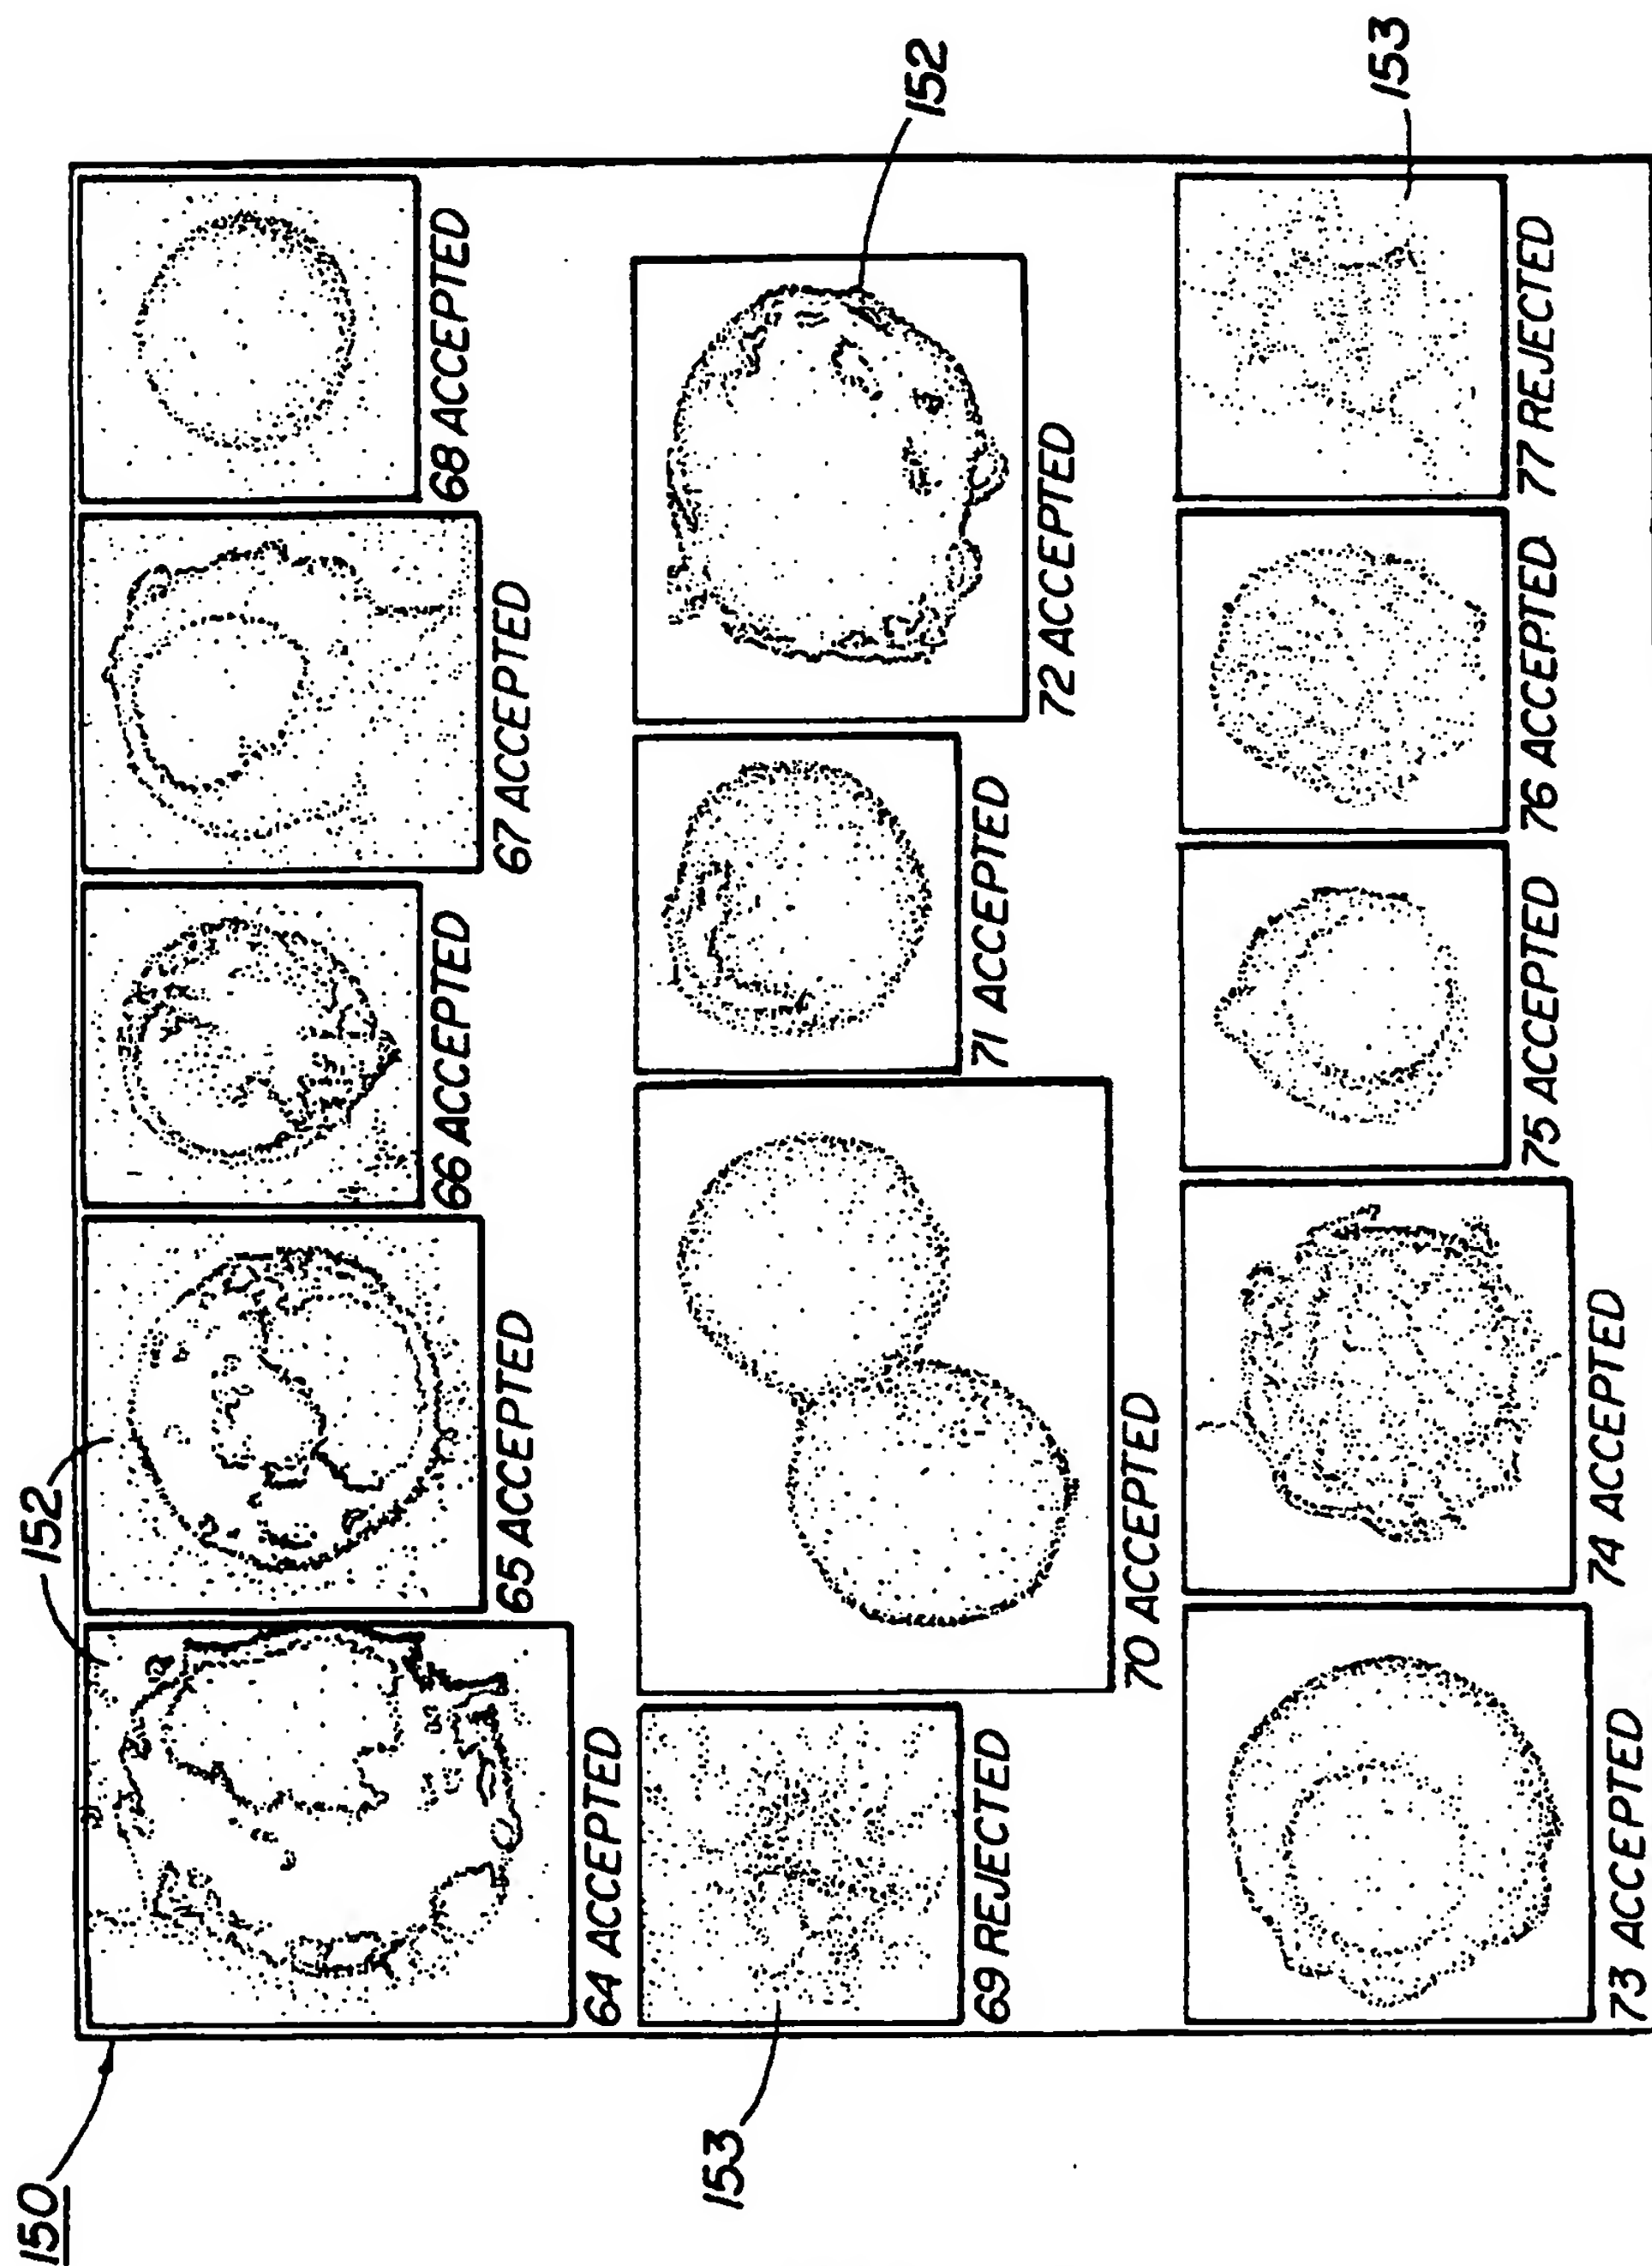 150
152
64 ACCEPTED
65 ACCEPTED
66 ACCEPTED
67 ACCEPTED
68 ACCEPTED
153
69 REJECTED
70 ACCEPTED
71 ACCEPTED
72 ACCEPTED
152
73 ACCEPTED
74 ACCEPTED
75 ACCEPTED
76 ACCEPTED
77 REJECTED
153